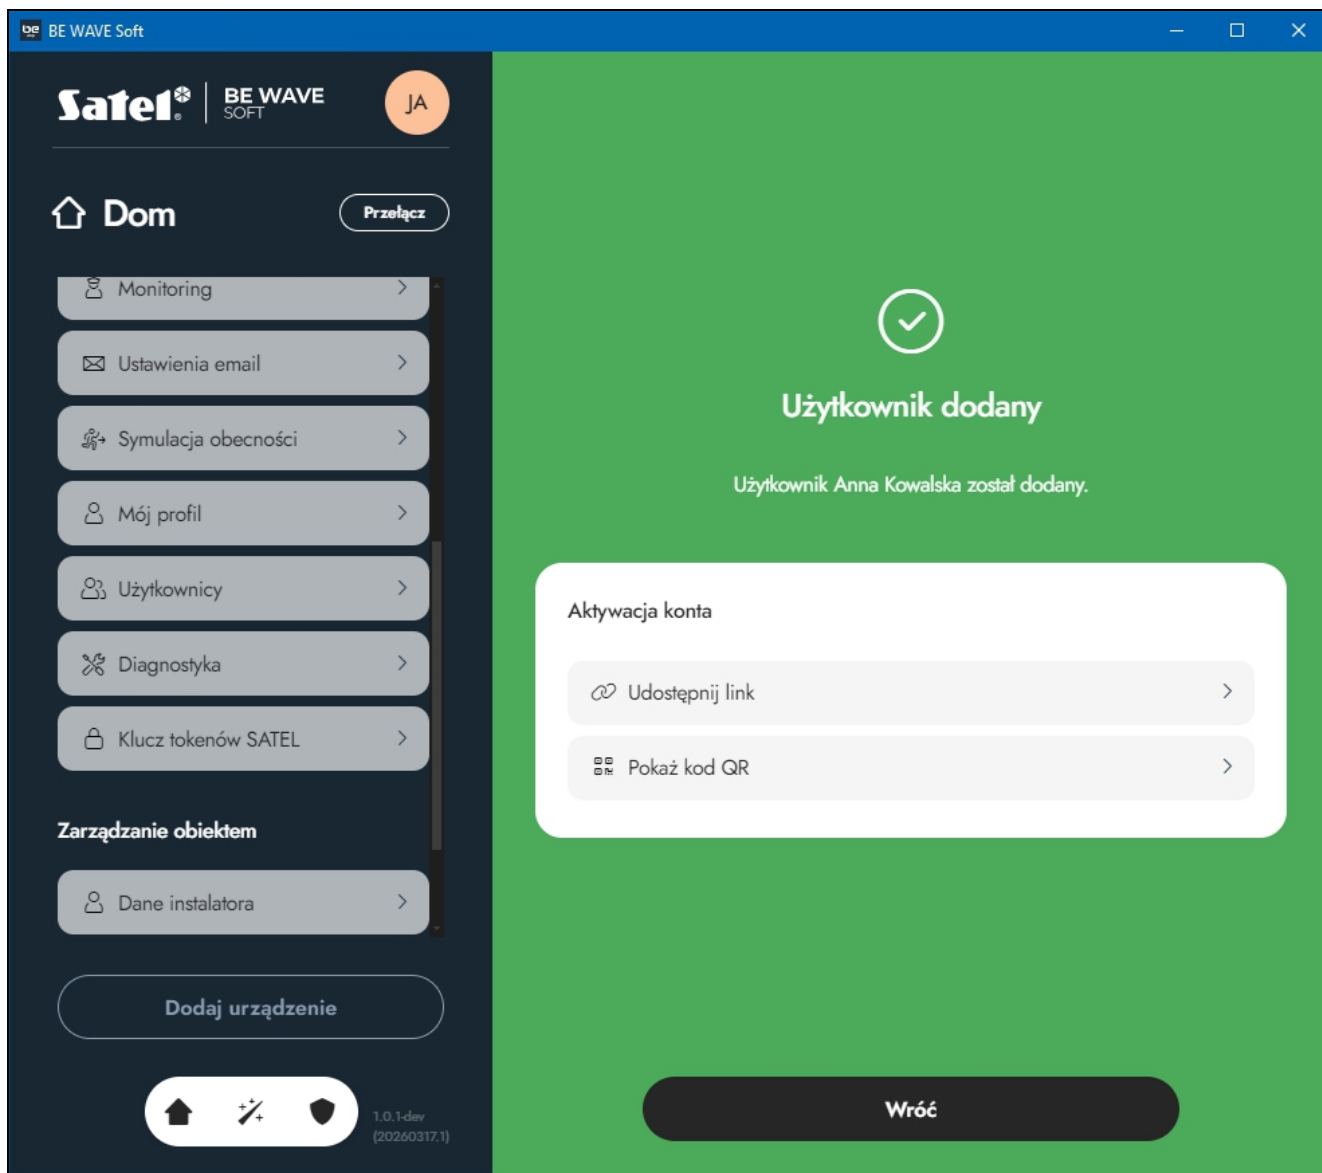 be
BE WAVE Soft
Satel®
BE WAVE
SOFT
JA
Dom
Przełącz
Monitoring
Ustawienia email
Symulacja obecności
Mój profil
Użytkownicy
Diagnostyka
Klucz tokenów SATEL
Zarządzanie obiektem
Dane instalatora
Dodaj urządzenie
1.0.1-dev
(20260317.1)
Użytkownik dodany
Użytkownik Anna Kowalska został dodany.
Aktywacja konta
Udostępnij link
Pokaż kod QR
Wróć